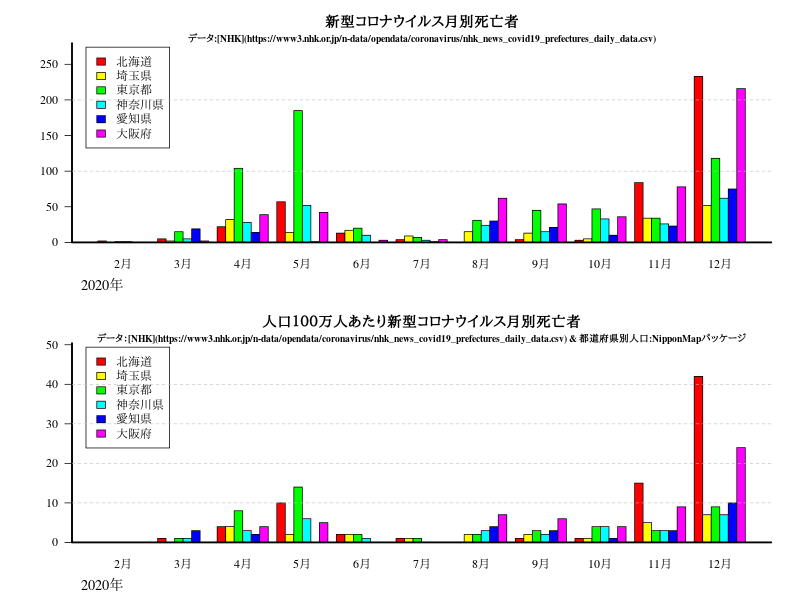 新型コロナウイルス月別死亡者
データ:[NHK](https://www3.nhk.or.jp/n-data/opendata/coronavirus/nhk_news_covid19_prefectures_daily_data.csv)
250
200
150
100
50
0
北海道
埼玉県
東京都
神奈川県
愛知県
大阪府
2月 3月 4月 5月 6月 7月 8月 9月 10月 11月 12月
2020年
人口100万人あたり新型コロナウイルス月別死亡者
データ:[NHK](https://www3.nhk.or.jp/n-data/opendata/coronavirus/nhk_news_covid19_prefectures_daily_data.csv) & 都道府県別人口:NipponMapパッケージ
50
40
30
20
10
0
北海道
埼玉県
東京都
神奈川県
愛知県
大阪府
2月 3月 4月 5月 6月 7月 8月 9月 10月 11月 12月
2020年